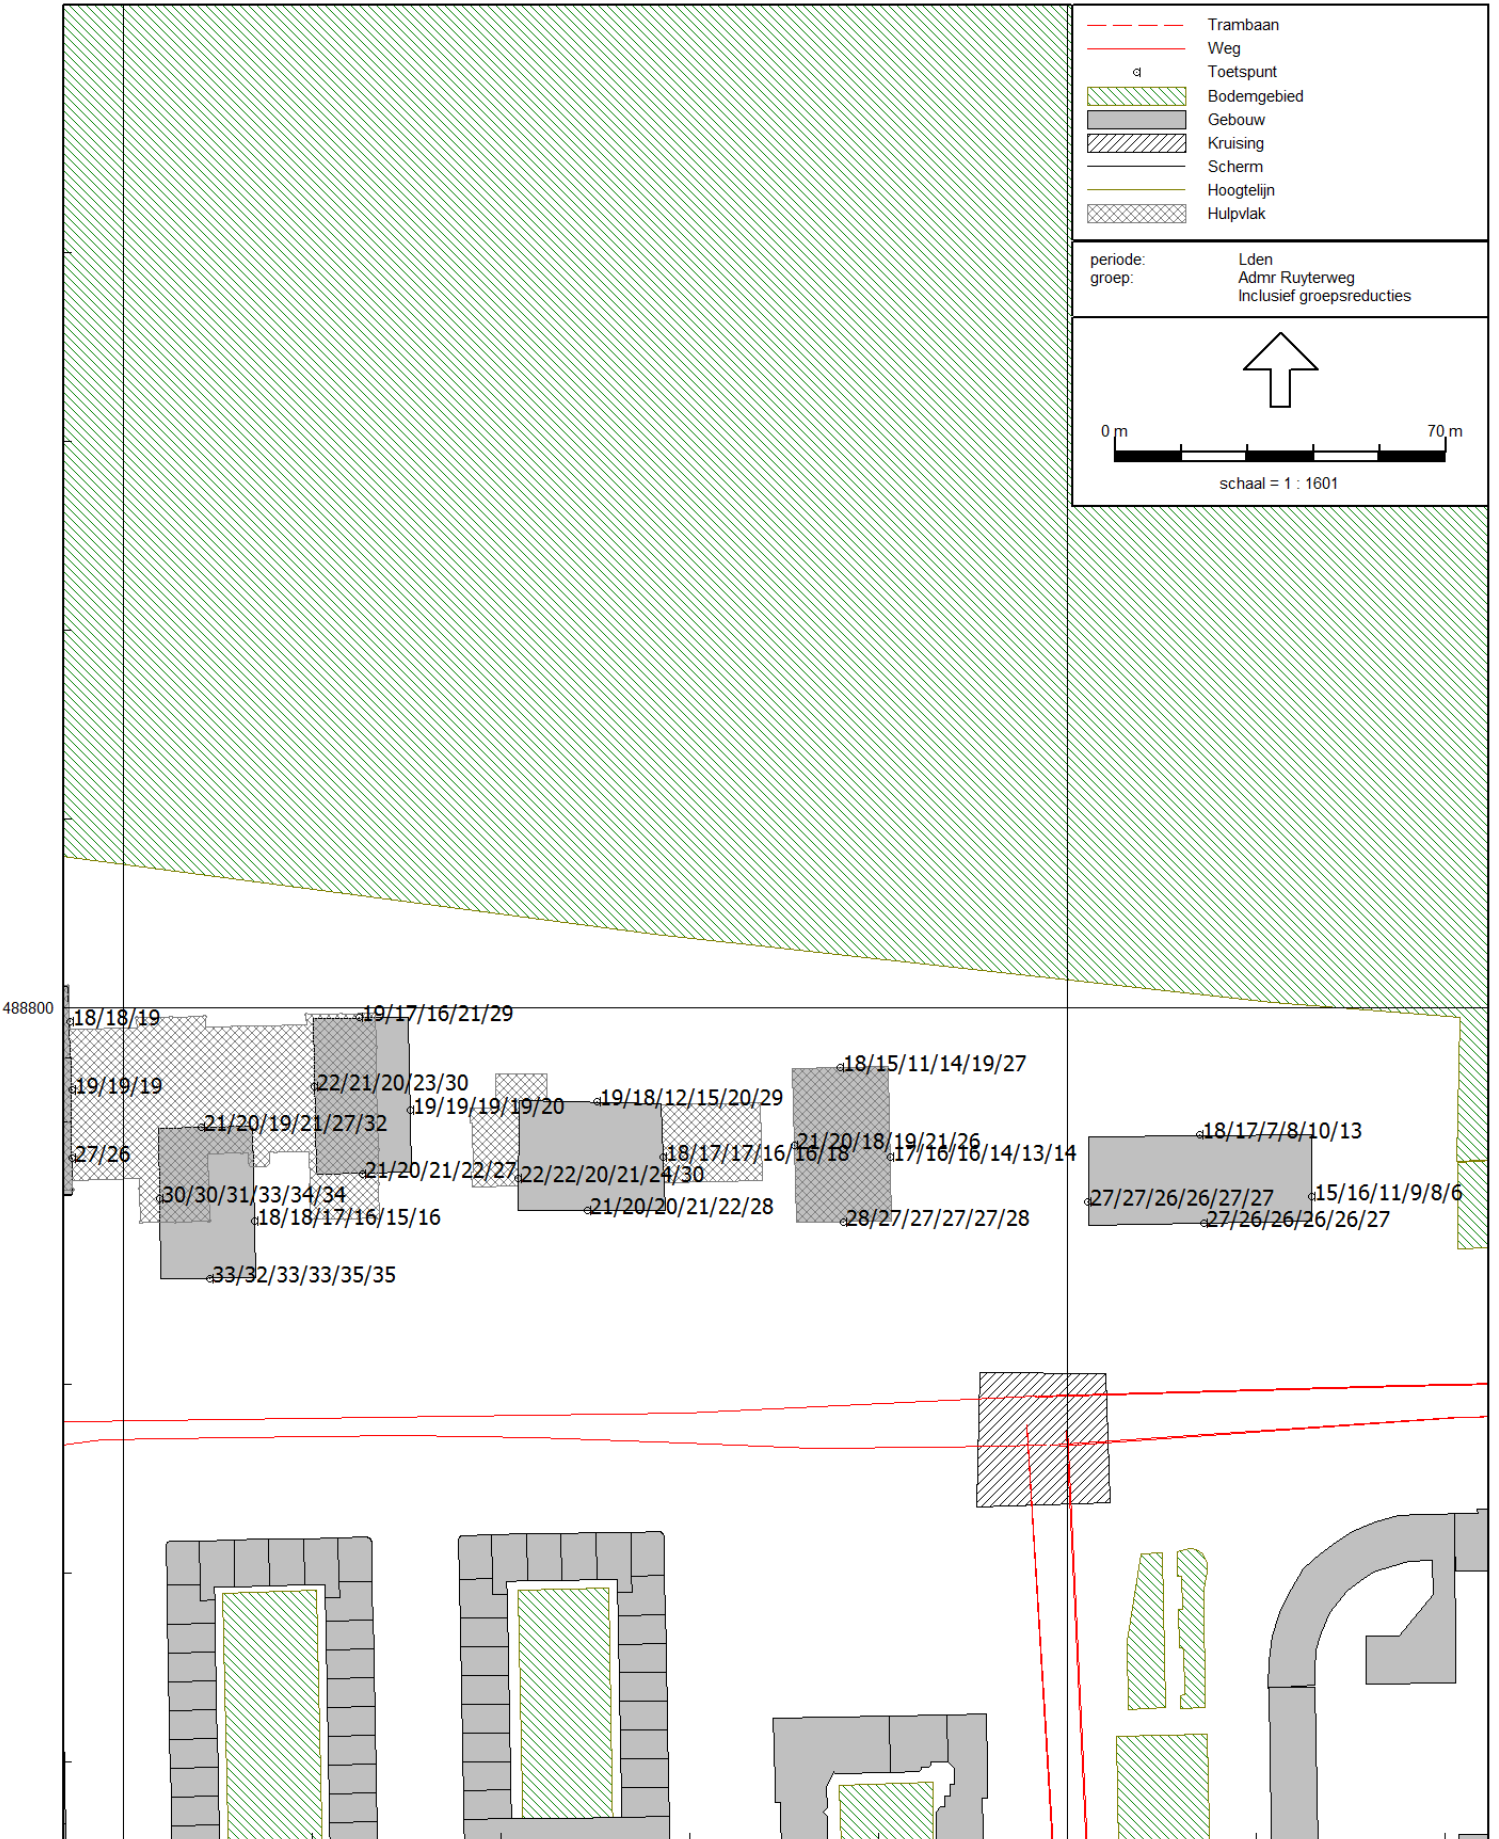 Trambaan
Weg
Toetspunt
Bodemgebied
Gebouw
Kruising
Scherm
Hoogtelijn
Hulpvlak
periode: Lden
groep: Admr Ruyterweg
Inclusief groepsreducties
0 m 70 m
schaal = 1 : 1601
488800
18/18/19
19/17/16/21/29
19/19/19
22/21/20/23/30
19/19/19/19/20
21/20/19/21/27/32
27/26
21/20/21/22/27
30/30/31/33/34/34
18/18/17/16/15/16
33/32/33/33/35/35
19/18/12/15/20/29
18/17/17/16/16/18
22/22/20/21/24/30
21/20/20/21/22/28
18/15/11/14/19/27
21/20/18/19/21/26
17/16/16/14/13/14
28/27/27/27/27/28
18/17/7/8/10/13
27/27/26/26/27/27
15/16/11/9/8/6
27/26/26/26/26/27